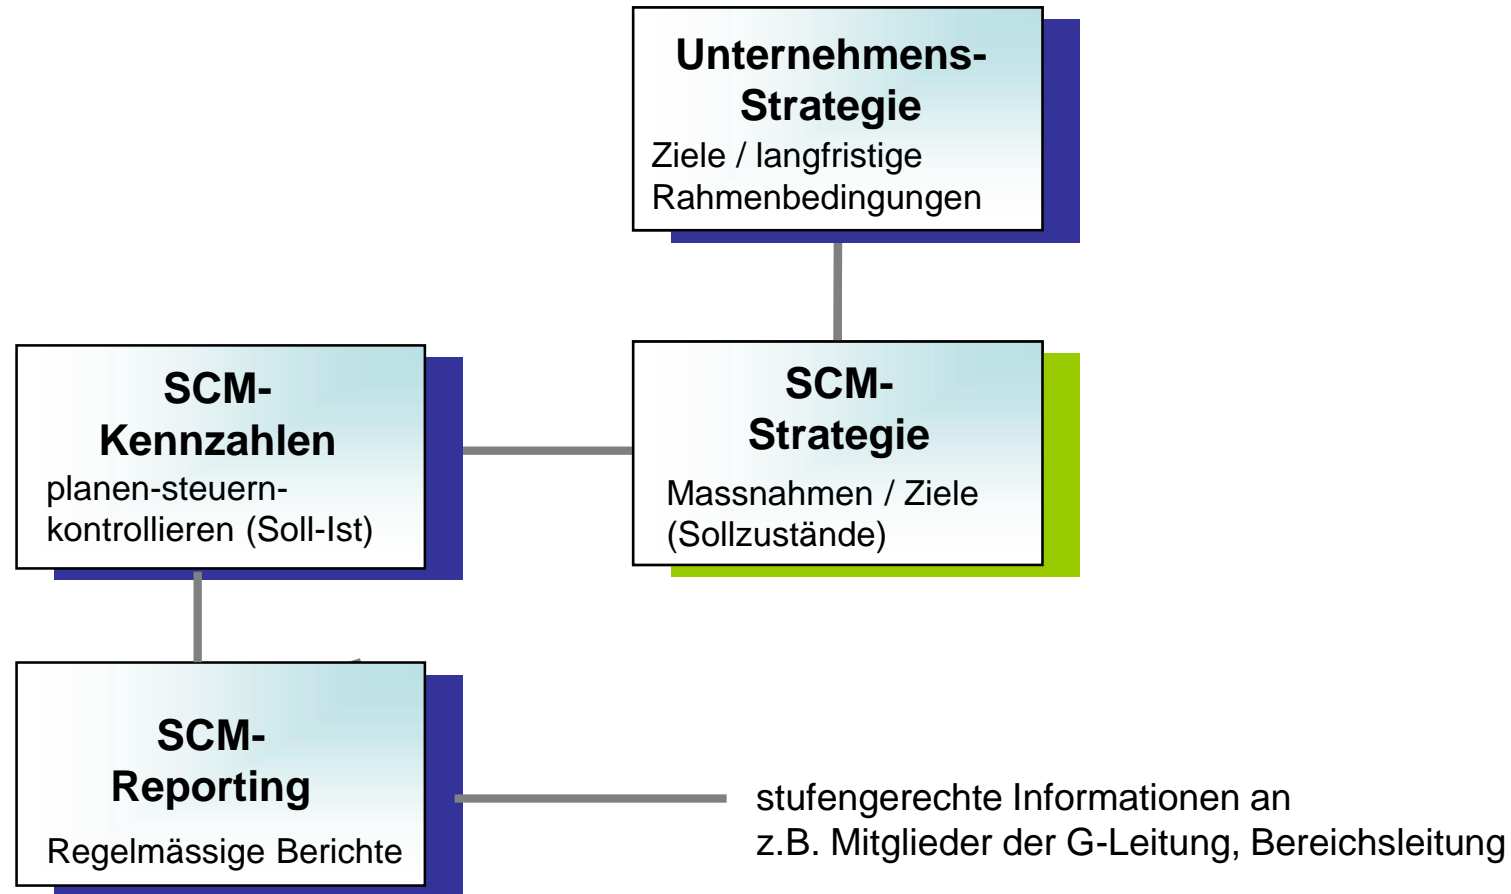 Unternehmens-
Strategie
Ziele / langfristige
Rahmenbedingungen
SCM-
Kennzahlen
planen-steuern-
kontrollieren (Soll-Ist)
SCM-
Strategie
Massnahmen / Ziele
(Sollzustände)
SCM-
Reporting
Regelmässige Berichte
stufengerechte Informationen an
z.B. Mitglieder der G-Leitung, Bereichsleitung